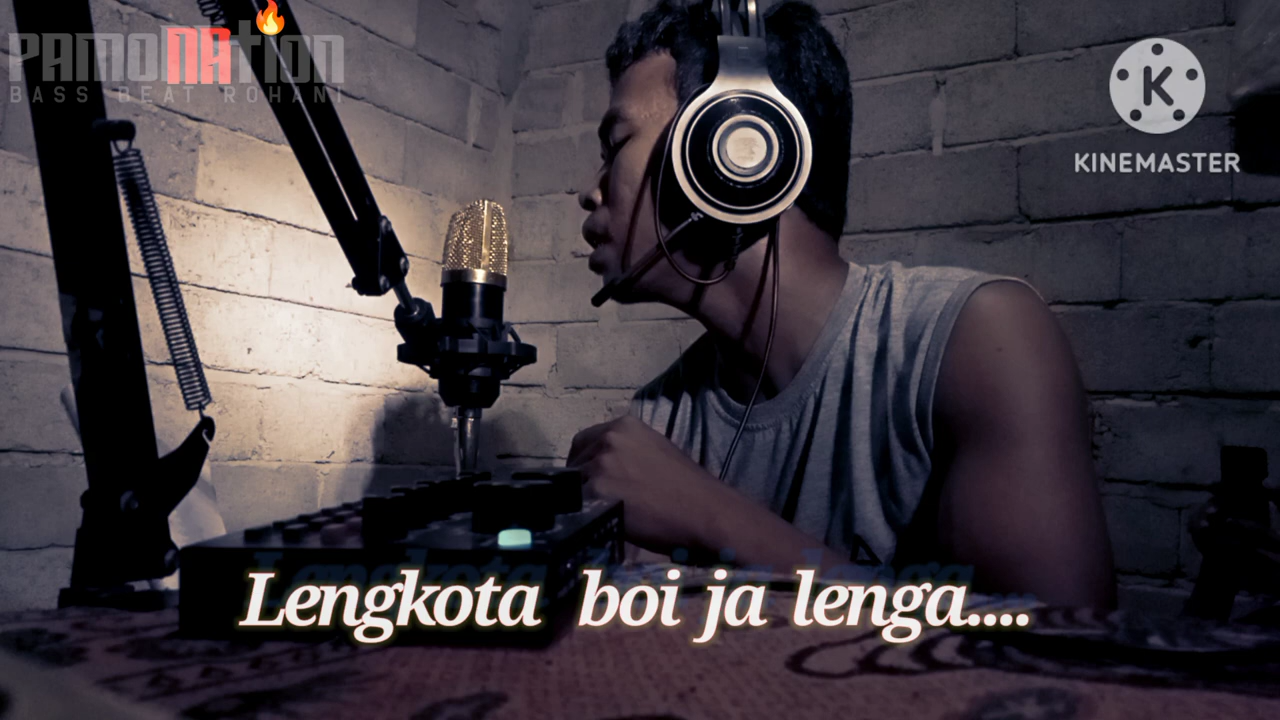 PAMONATION
BASS BEAT ROHANI
K
KINEMASTER
Lengkota boi ja lenga....